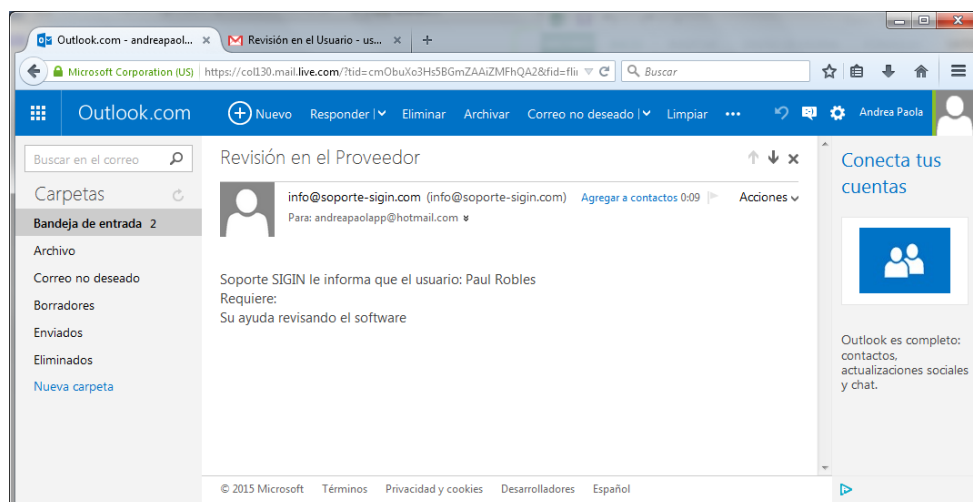 Outlook.com - andreapaol... ×
Revisión en el Usuario - us... × +
Microsoft Corporation (US) https://col130.mail.live.com/?tid=cmObuXo3Hs5BGmZAAiZMFhQA2&fid=fli Buscar
Outlook.com Nuevo Responder Eliminar Archivar Correo no deseado Limpiar ••• Andrea Paola
Buscar en el correo
Carpetas
Bandeja de entrada 2
Archivo
Correo no deseado
Borradores
Enviados
Eliminados
Nueva carpeta
Revisión en el Proveedor
info@soporte-sigin.com (info@soporte-sigin.com) Agregar a contactos 0:09 Acciones
Para: andreapaolapp@hotmail.com
Soporte SIGIN le informa que el usuario: Paul Robles
Requiere:
Su ayuda revisando el software
Conecta tus
cuentas
Outlook es completo:
contactos,
actualizaciones sociales
y chat.
© 2015 Microsoft Términos Privacidad y cookies Desarrolladores Español